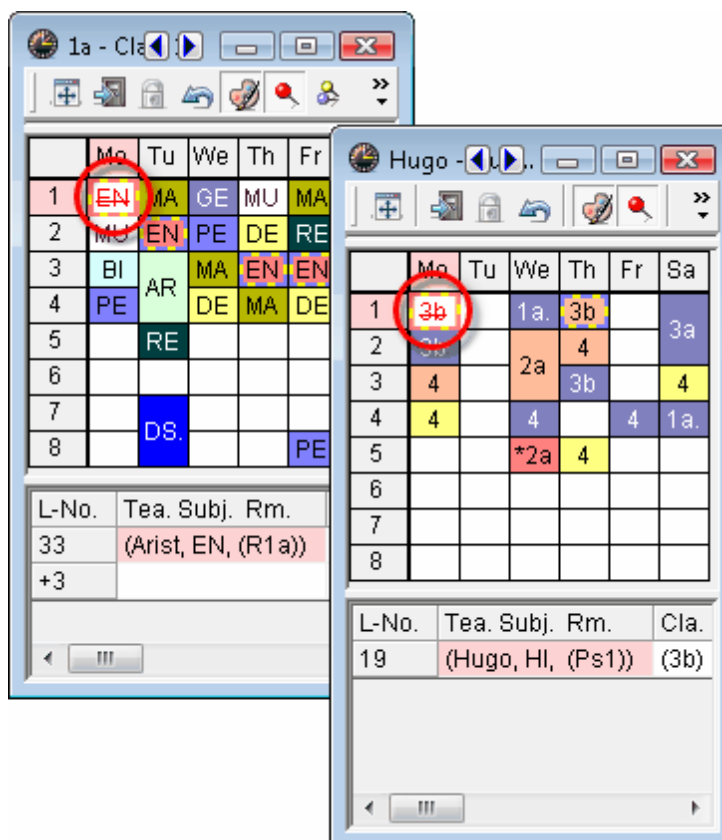 1a - Cla
Mo Tu We Th Fr
1 EN MA GE MU MA
2 MU EN PE DE RE
3 BI AR MA EN EN
4 PE DE MA DE
5 RE
6
7 DS.
8 PE
L-No. Tea. Subj. Rm.
33 (Arist, EN, (R1a))
+3
Hugo -
Mo Tu We Th Fr Sa
1 3b 1a. 3b 3a
2 3b 2a 4
3 4 3b 4
4 4 4 4 1a.
5 *2a 4
6
7
8
L-No. Tea. Subj. Rm. Cla.
19 (Hugo, HI, (Ps1)) (3b)